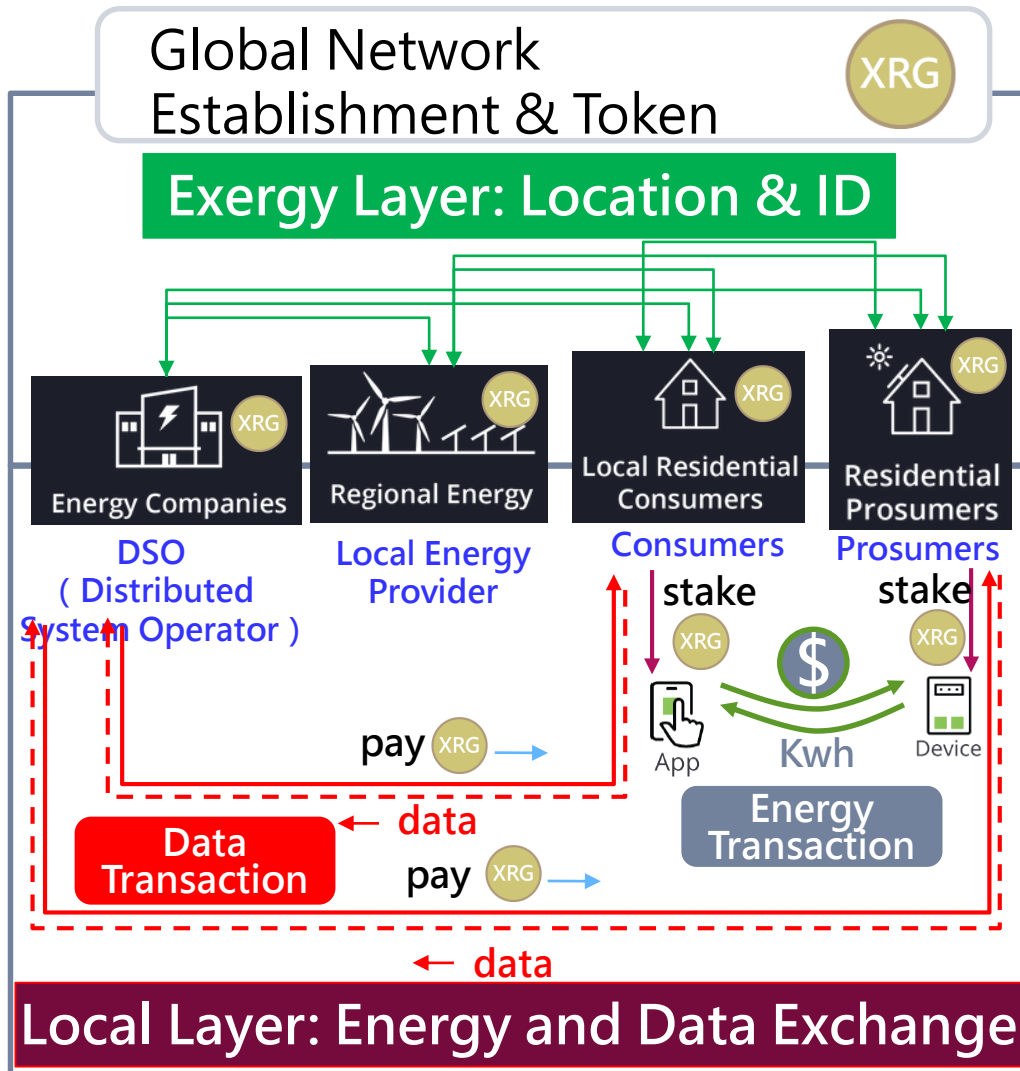 Global Network
Establishment & Token
XRG
Exergy Layer: Location & ID
XRG
Energy Companies
XRG
Regional Energy
XRG
Local Residential
Consumers
XRG
Residential
Prosumers
DSO
( Distributed
System Operator )
Local Energy
Provider
Consumers
Prosumers
stake
stake
XRG
XRG
$
App
Kwh
Device
pay XRG
data
Energy
Transaction
Data
Transaction
pay XRG
data
Local Layer: Energy and Data Exchange